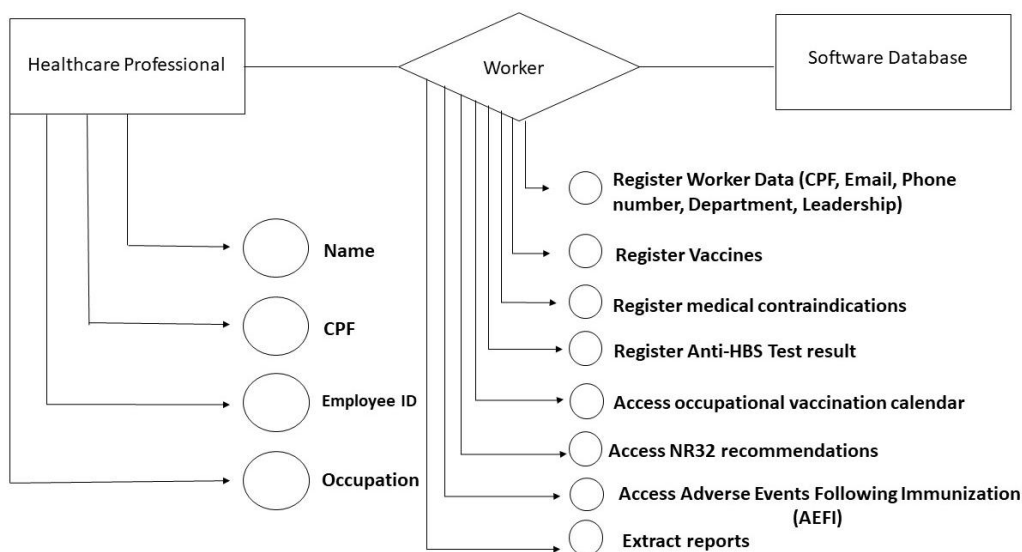 Healthcare Professional
Worker
Software Database
Name
CPF
Employee ID
Occupation
Register Worker Data (CPF, Email, Phone
number, Department, Leadership)
Register Vaccines
Register medical contraindications
Register Anti-HBS Test result
Access occupational vaccination calendar
Access NR32 recommendations
Access Adverse Events Following Immunization
(AEFI)
Extract reports